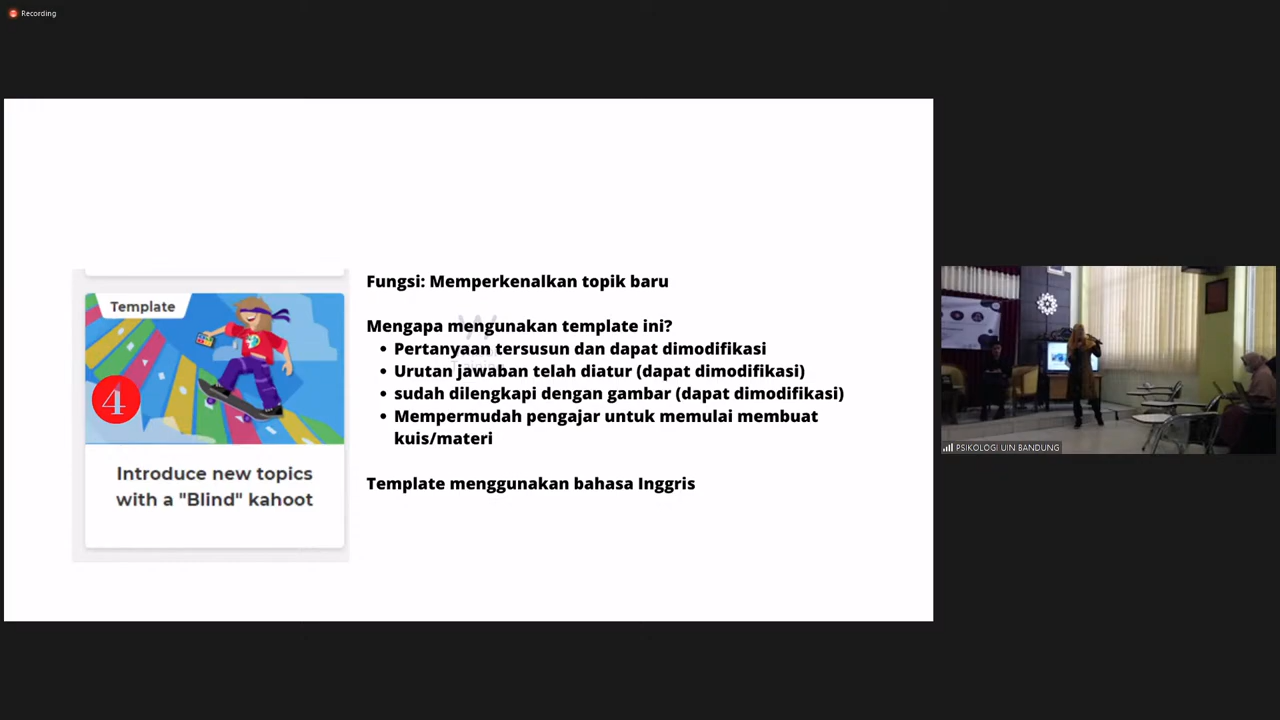 Recording
Template
4
Introduce new topics
with a "Blind" kahoot
Fungsi: Memperkenalkan topik baru
Mengapa mengunakan template ini?
Pertanyaan tersusun dan dapat dimodifikasi
Urutan jawaban telah diatur (dapat dimodifikasi)
sudah dilengkapi dengan gambar (dapat dimodifikasi)
Mempermudah pengajar untuk memulai membuat
kuis/materi
Template menggunakan bahasa Inggris
PSIKOLOGI UIN BANDUNG